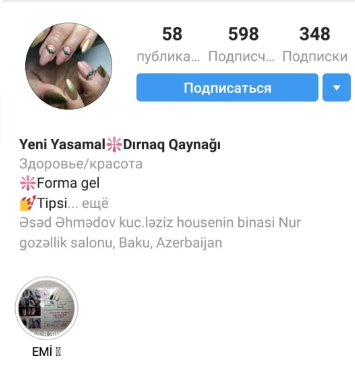 58 598 348
публика... Подписч... Подписки
Подписаться
Yeni Yasamal❇️Dırnaq Qaynağı
Здоровье/красота
❇️Forma gel
💅Tipsi... ещё
Əsəd Əhmədov kuc.ləziz housenin binasi Nur
gozəllik salonu, Baku, Azerbaijan
EMİ